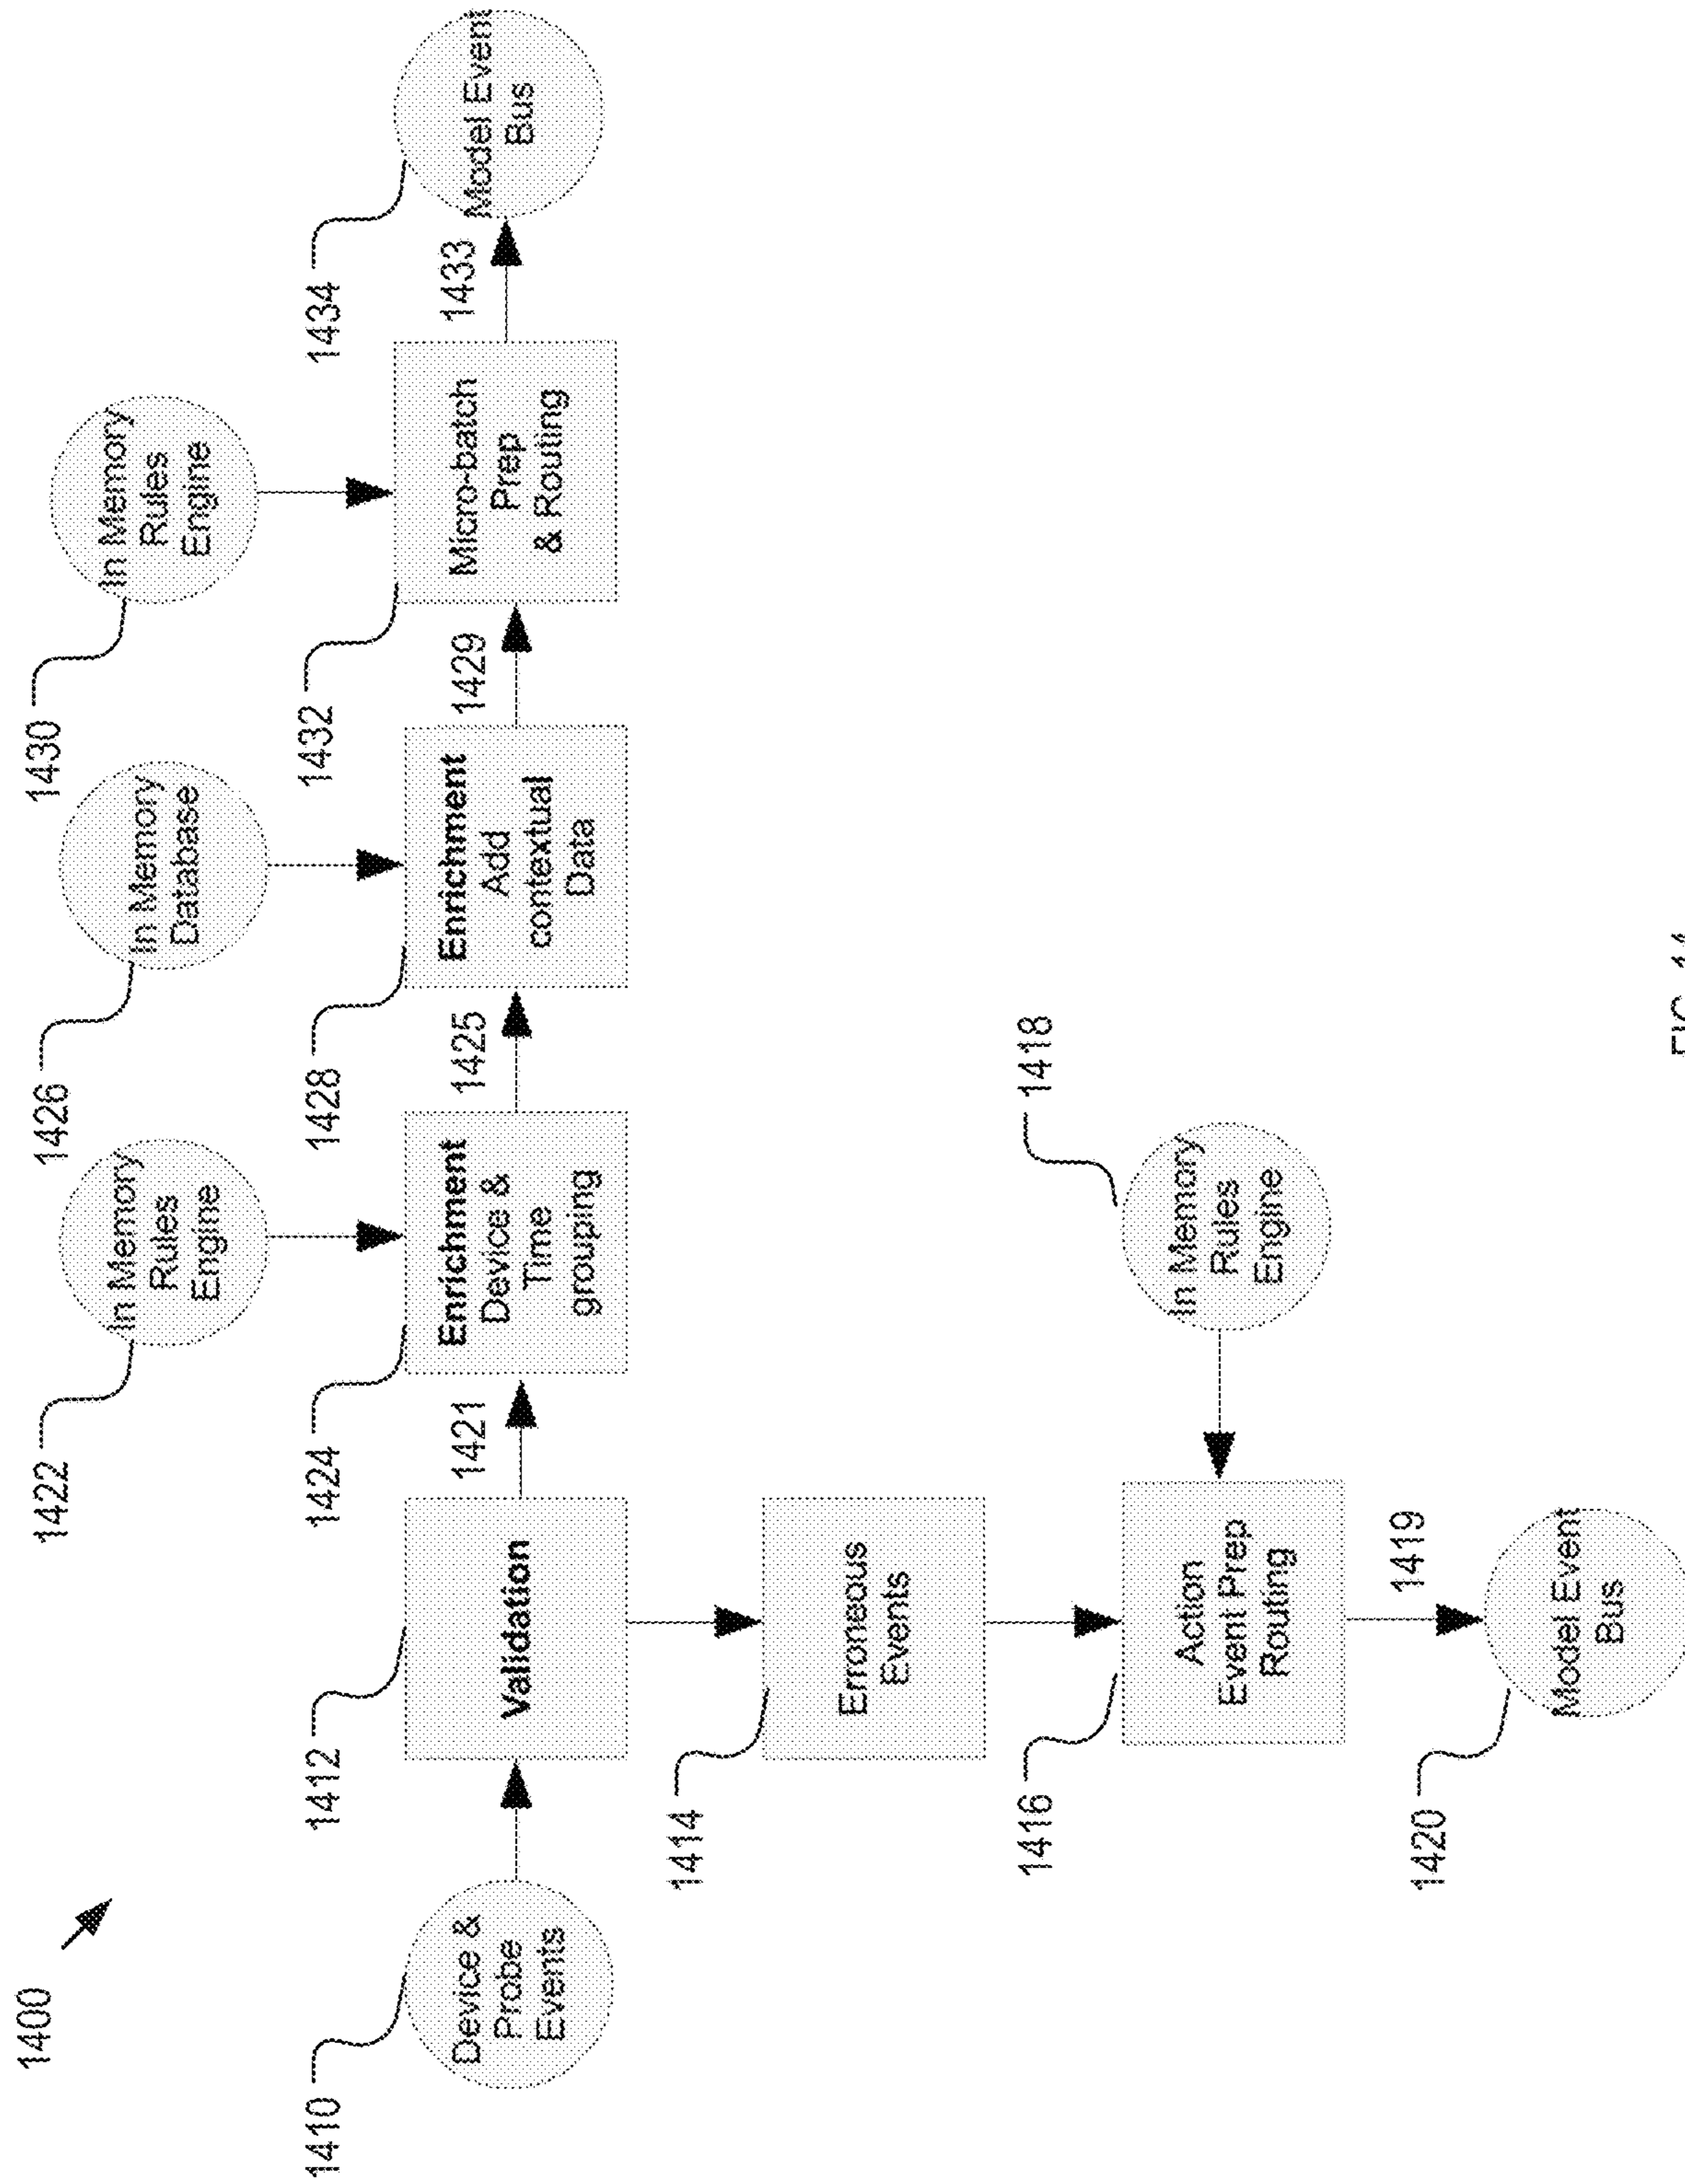 1400
1410
Device &
Probe
Events
1412
Validation
1421
1422
In Memory
Rules
Engine
1424
Enrichment
Device &
Time
grouping
1425
1426
In Memory
Database
1428
Enrichment
Add
contextual
Data
1429
1430
In Memory
Rules
Engine
1432
Micro-batch
Prep
& Routing
1433
1434
Model Event
Bus
1414
Erroneous
Events
1416
Action
Event Prep
Routing
1418
In Memory
Rules
Engine
1419
1420
Model Event
Bus